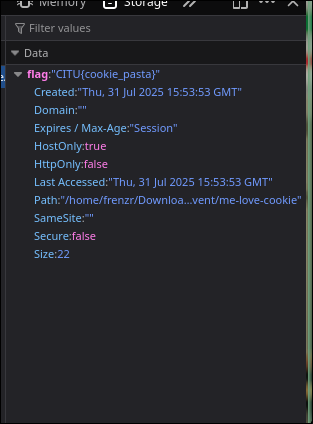 Memory Storage
Filter values
Data
flag:"CITU{cookie_pasta}"
Created:"Thu, 31 Jul 2025 15:53:53 GMT"
Domain:""
Expires / Max-Age:"Session"
HostOnly:true
HttpOnly:false
Last Accessed:"Thu, 31 Jul 2025 15:53:53 GMT"
Path:"/home/frenzr/Downloa...vent/me-love-cookie"
SameSite:""
Secure:false
Size:22